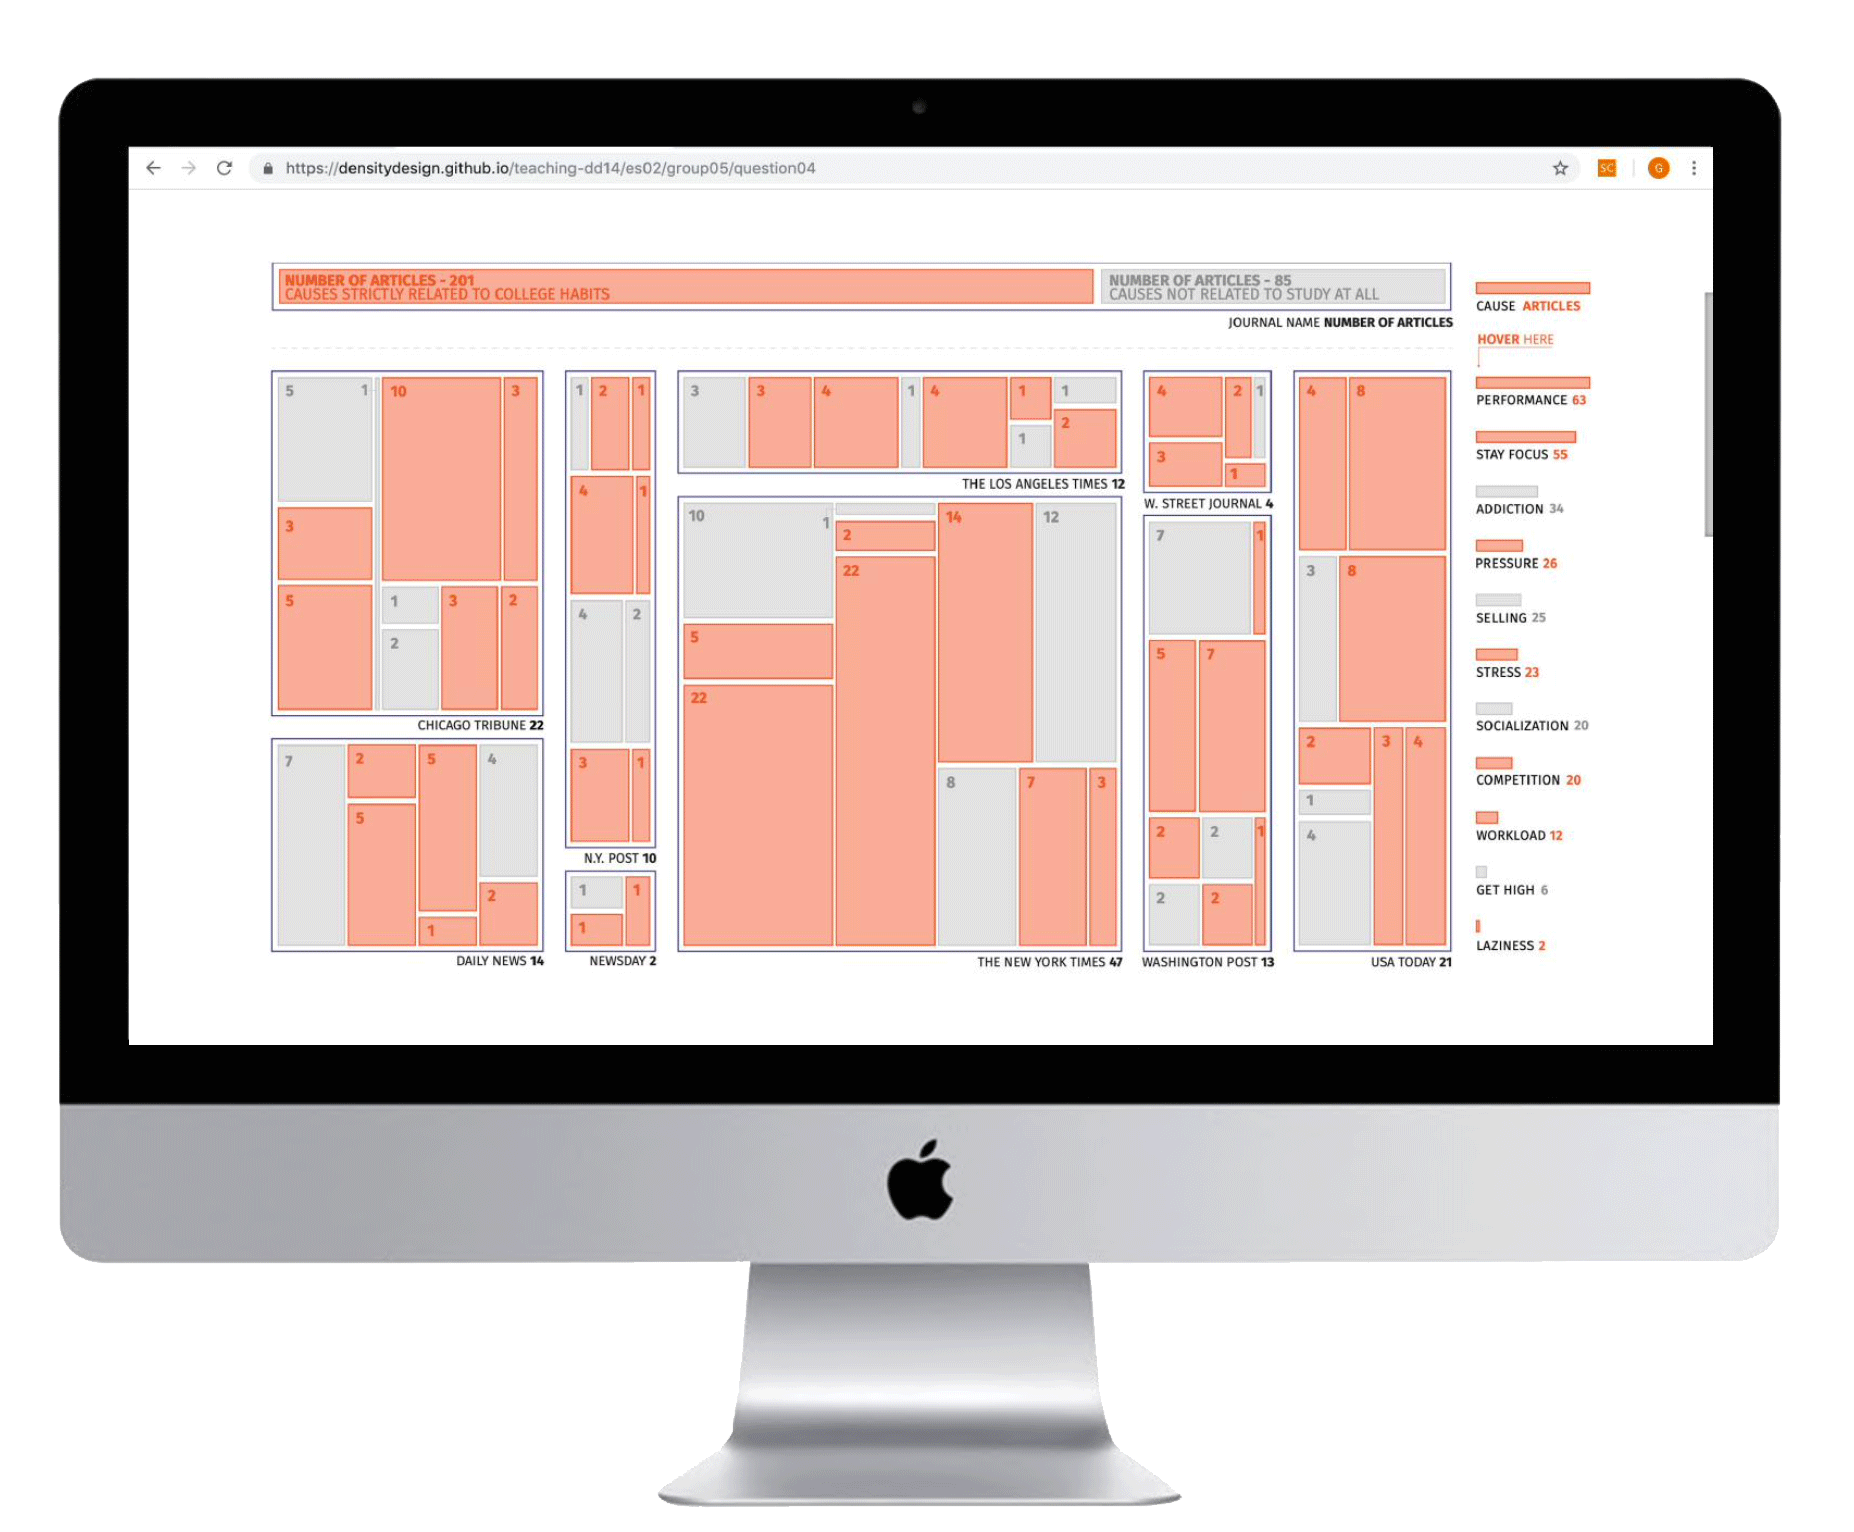 https://densitydesign.github.io/teaching-dd14/es02/group05/question04
SC
G
NUMBER OF ARTICLES - 201
CAUSES STRICTLY RELATED TO COLLEGE HABITS
NUMBER OF ARTICLES - 85
CAUSES NOT RELATED TO STUDY AT ALL
JOURNAL NAME NUMBER OF ARTICLES
5 1 10 3
3
5 1 3 2
2
CHICAGO TRIBUNE 22
7 2 5 4
5
2
1
DAILY NEWS 14
1 2 1
4 1
4 2
3 1
N.Y. POST 10
1 1
1
NEWSDAY 2
3 3 4 1 4 1 1
2
1
THE LOS ANGELES TIMES 12
10 1 14 12
2
22
5
22
8 7 3
THE NEW YORK TIMES 47
4 2 1
3
1
W. STREET JOURNAL 4
7 1
5 7
2 2 1
2 2
WASHINGTON POST 13
4 8
3 8
2 3 4
1
4
USA TODAY 21
CAUSE ARTICLES
HOVER HERE
PERFORMANCE 63
STAY FOCUS 55
ADDICTION 34
PRESSURE 26
SELLING 25
STRESS 23
SOCIALIZATION 20
COMPETITION 20
WORKLOAD 12
GET HIGH 6
LAZINESS 2